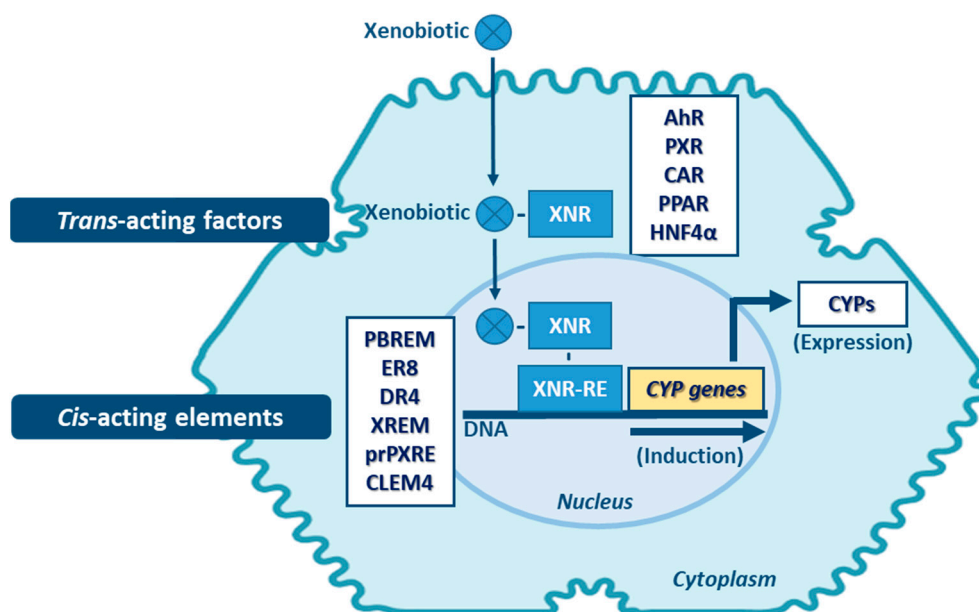 Xenobiotic
AhR
PXR
CAR
PPAR
HNF4α
Trans-acting factors
Xenobiotic
XNR
PBREM
ER8
DR4
XREM
prPXRE
CLEM4
Cis-acting elements
XNR
XNR-RE
CYP genes
DNA
(Induction)
CYPs
(Expression)
Nucleus
Cytoplasm